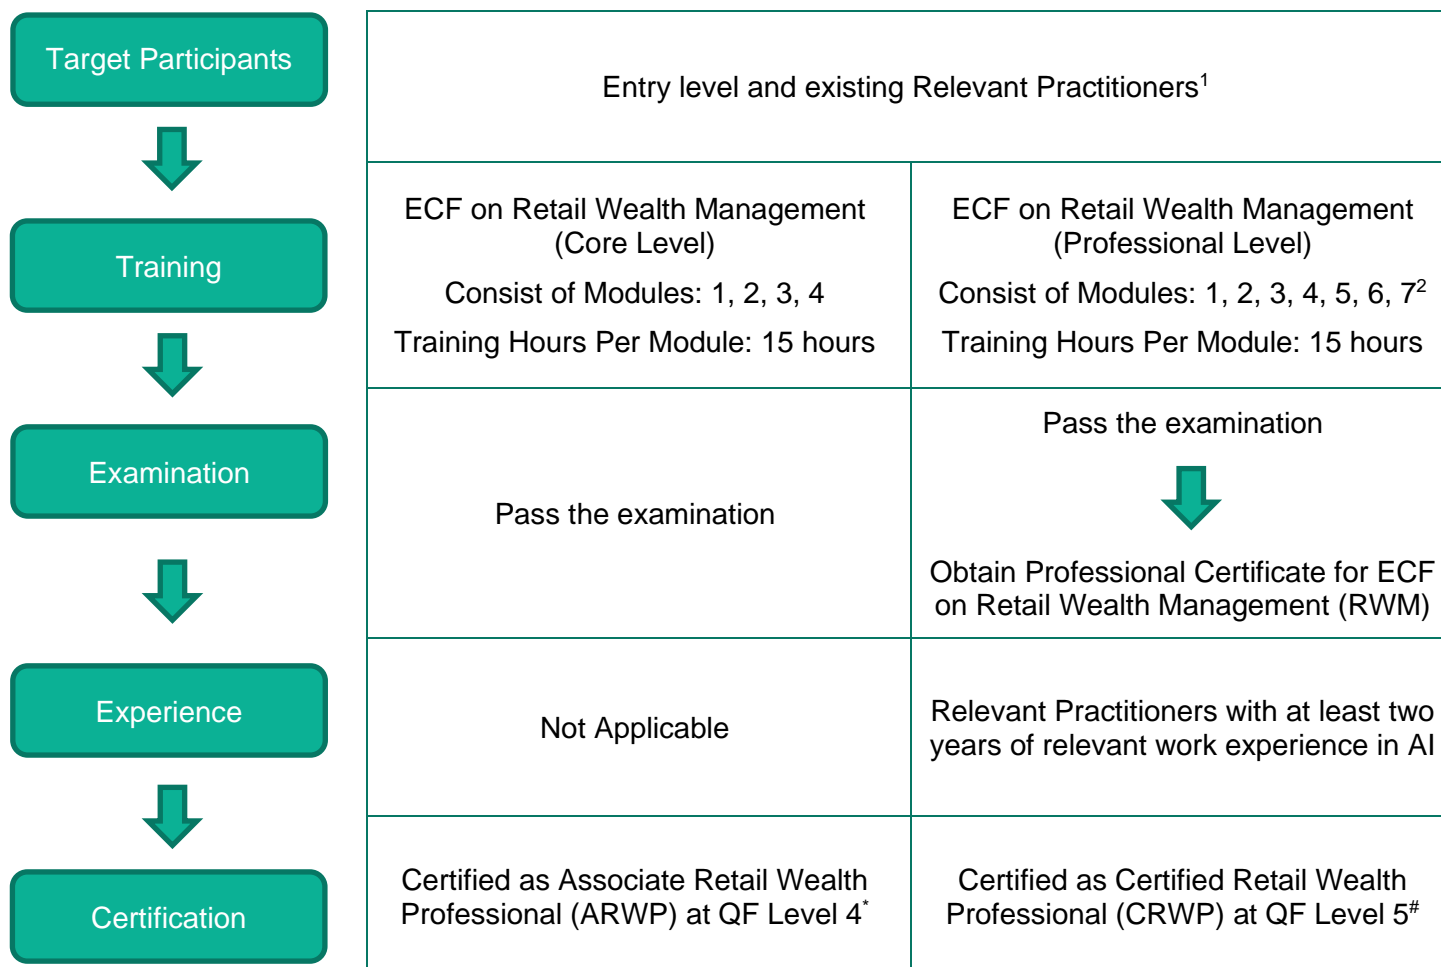 Target Participants
Entry level and existing Relevant Practitioners1
Training
ECF on Retail Wealth Management
(Core Level)
Consist of Modules: 1, 2, 3, 4
Training Hours Per Module: 15 hours
ECF on Retail Wealth Management
(Professional Level)
Consist of Modules: 1, 2, 3, 4, 5, 6, 72
Training Hours Per Module: 15 hours
Examination
Pass the examination
Pass the examination
Obtain Professional Certificate for ECF
on Retail Wealth Management (RWM)
Experience
Not Applicable
Relevant Practitioners with at least two
years of relevant work experience in AI
Certification
Certified as Associate Retail Wealth
Professional (ARWP) at QF Level 4*
Certified as Certified Retail Wealth
Professional (CRWP) at QF Level 5#